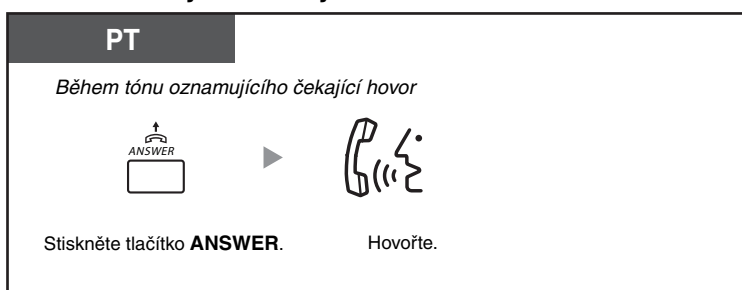 PT
Během tónu oznamujícího čekající hovor
ANSWER
Stiskněte tlačítko ANSWER.
Hovořte.